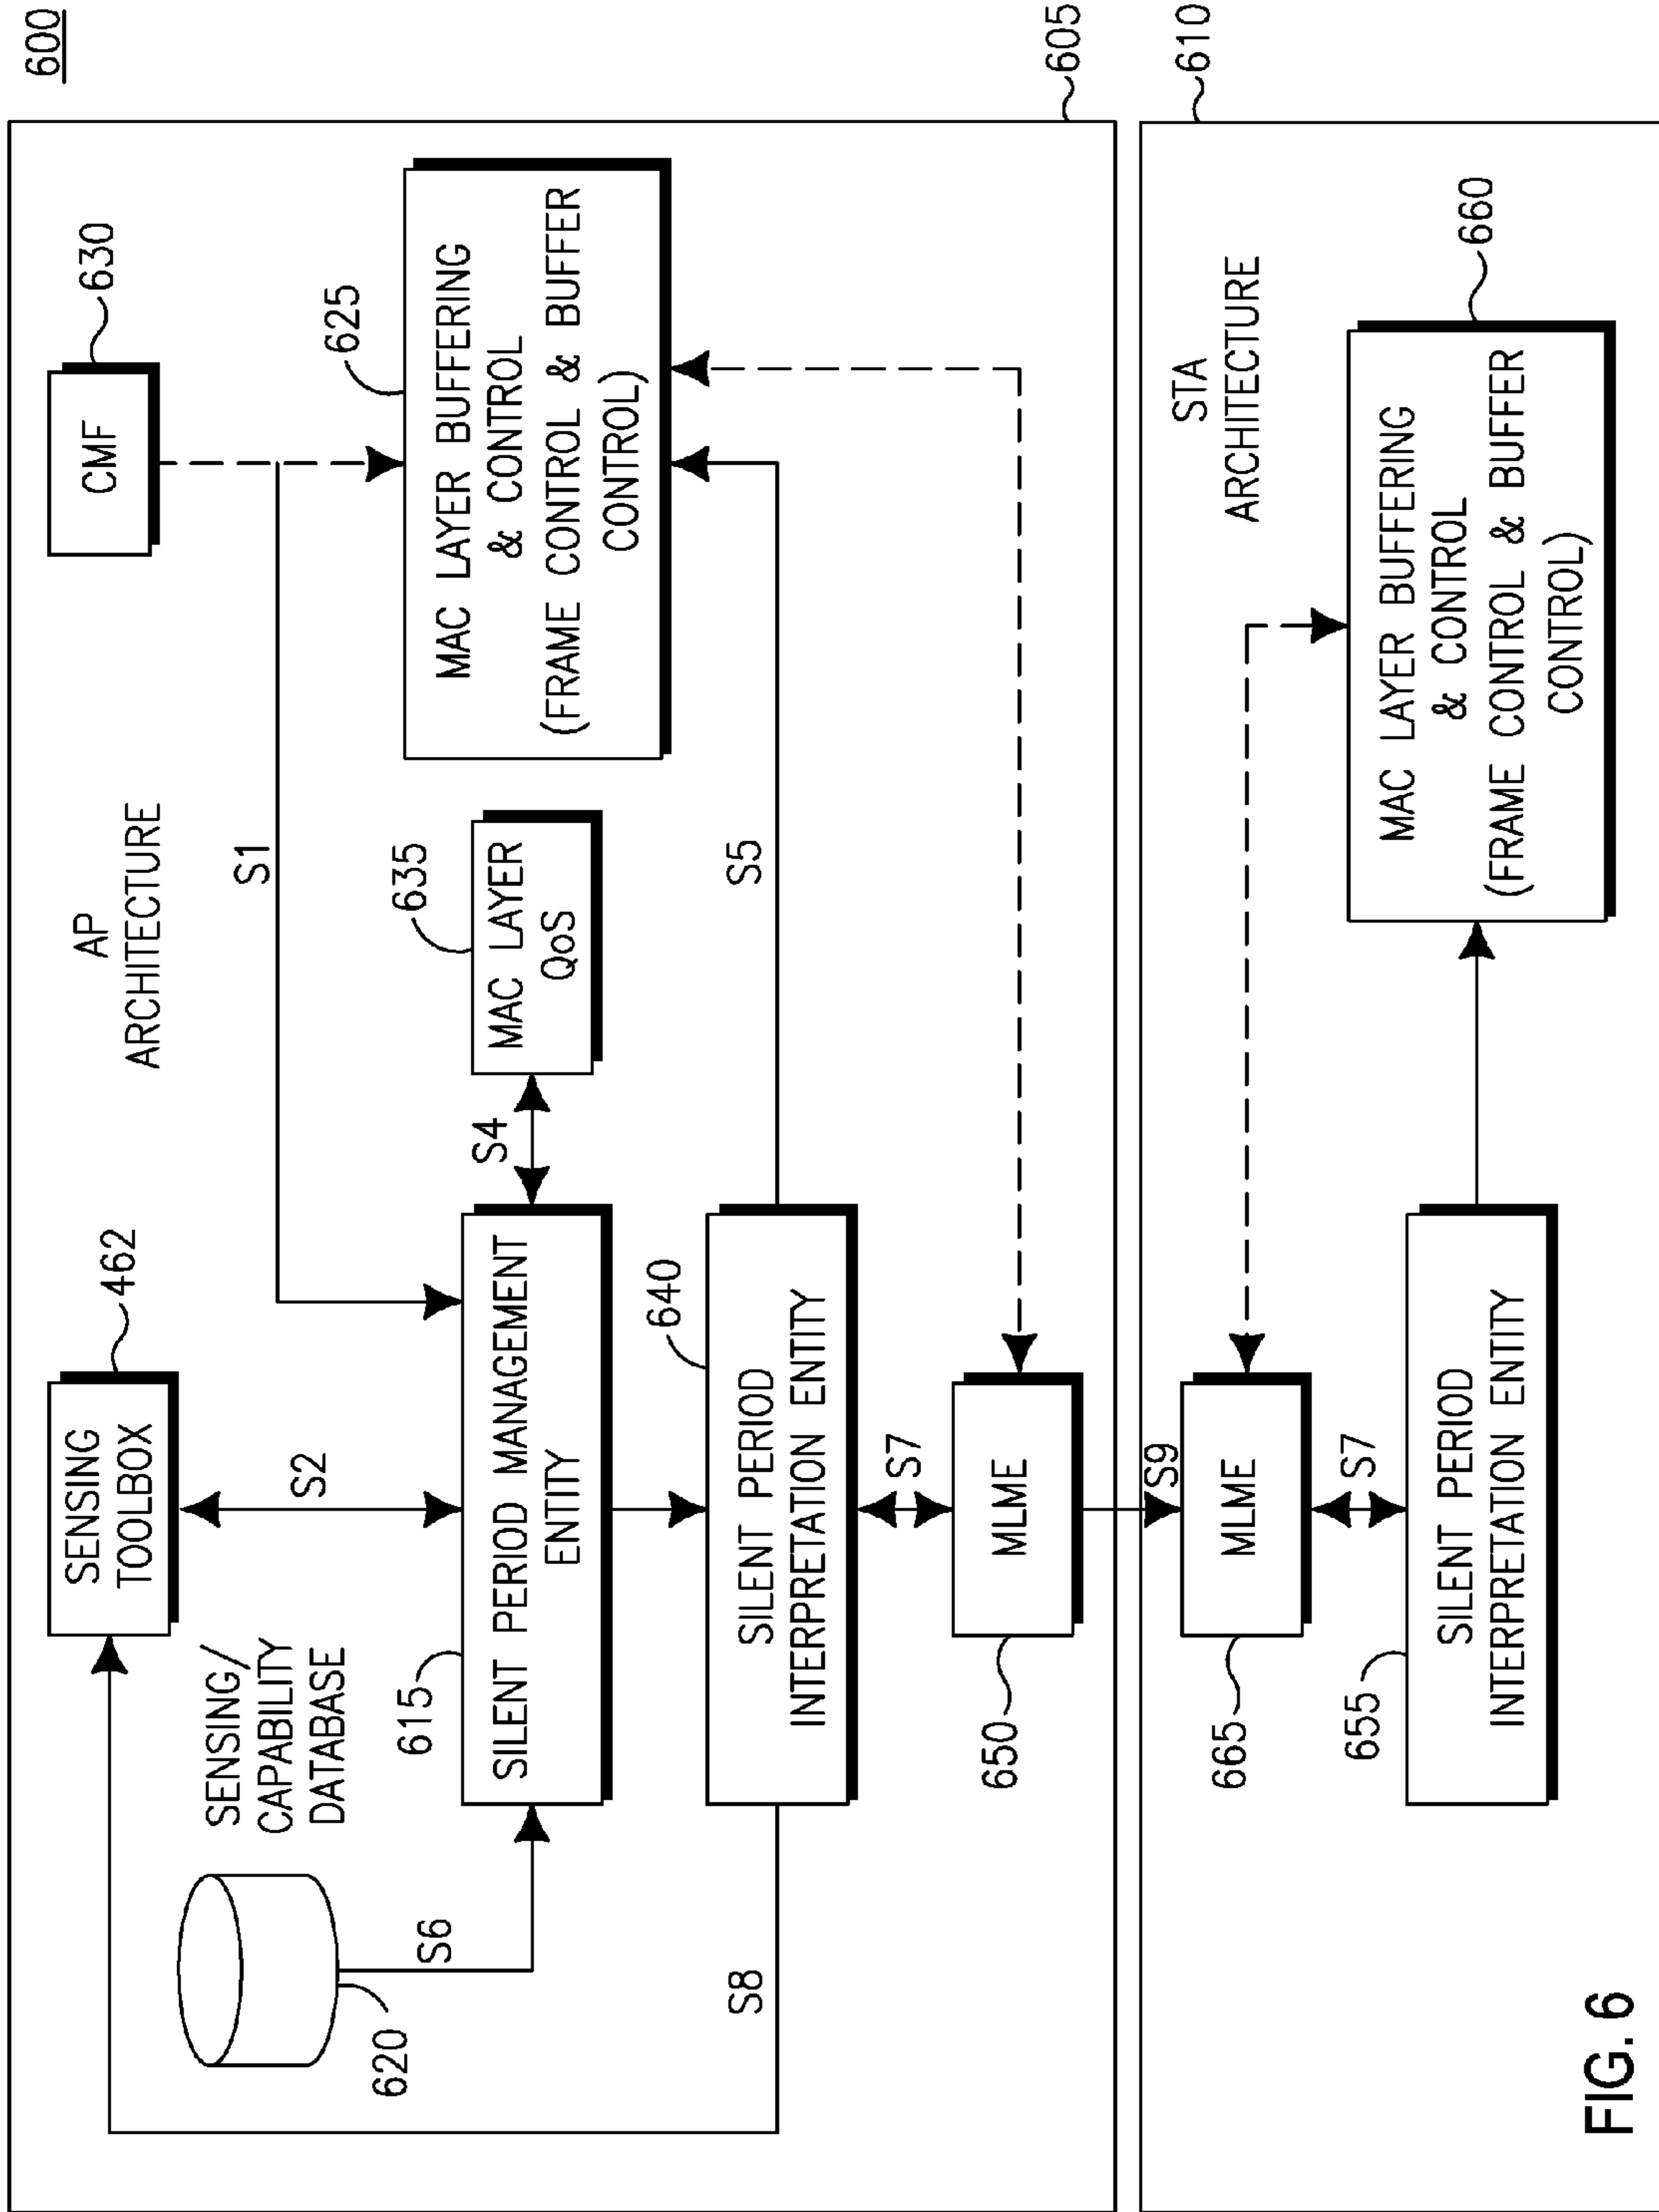 600
AP
ARCHITECTURE
605
SENSING
TOOLBOX
462
CMF
630
SENSING/
CAPABILITY
DATABASE
620
S6
S2
S1
615
SILENT PERIOD MANAGEMENT
ENTITY
S4
635
MAC LAYER
QoS
625
MAC LAYER BUFFERING
& CONTROL
(FRAME CONTROL & BUFFER
CONTROL)
S8
640
SILENT PERIOD
INTERPRETATION ENTITY
S5
S7
650
MLME
S9
STA
ARCHITECTURE
610
665
MLME
S7
655
SILENT PERIOD
INTERPRETATION ENTITY
MAC LAYER BUFFERING
& CONTROL
(FRAME CONTROL & BUFFER
CONTROL)
660
FIG. 6